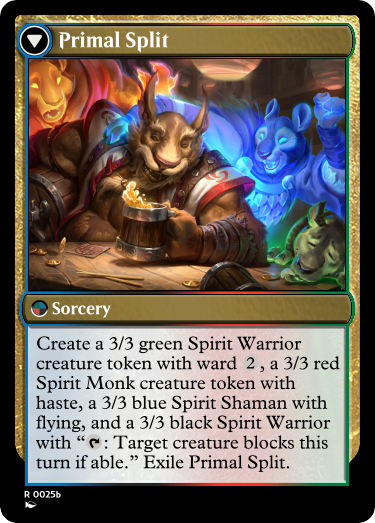 Primal Split
Sorcery
Create a 3/3 green Spirit Warrior
creature token with ward 2, a 3/3 red
Spirit Monk creature token with
haste, a 3/3 blue Spirit Shaman with
flying, and a 3/3 black Spirit Warrior
with “: Target creature blocks this
turn if able.” Exile Primal Split.
R 0025b